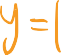 y = 1